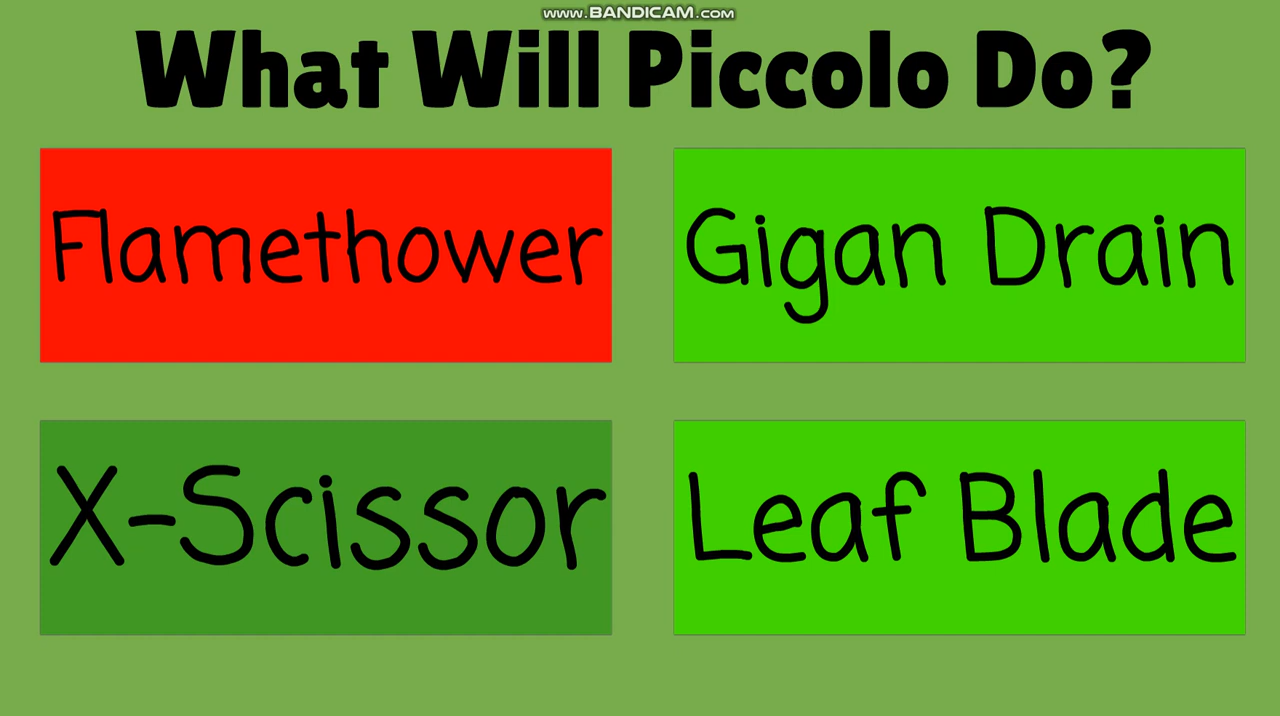 www.BANDICAM.com
What Will Piccolo Do?
Flamethower
Gigan Drain
X-Scissor
Leaf Blade